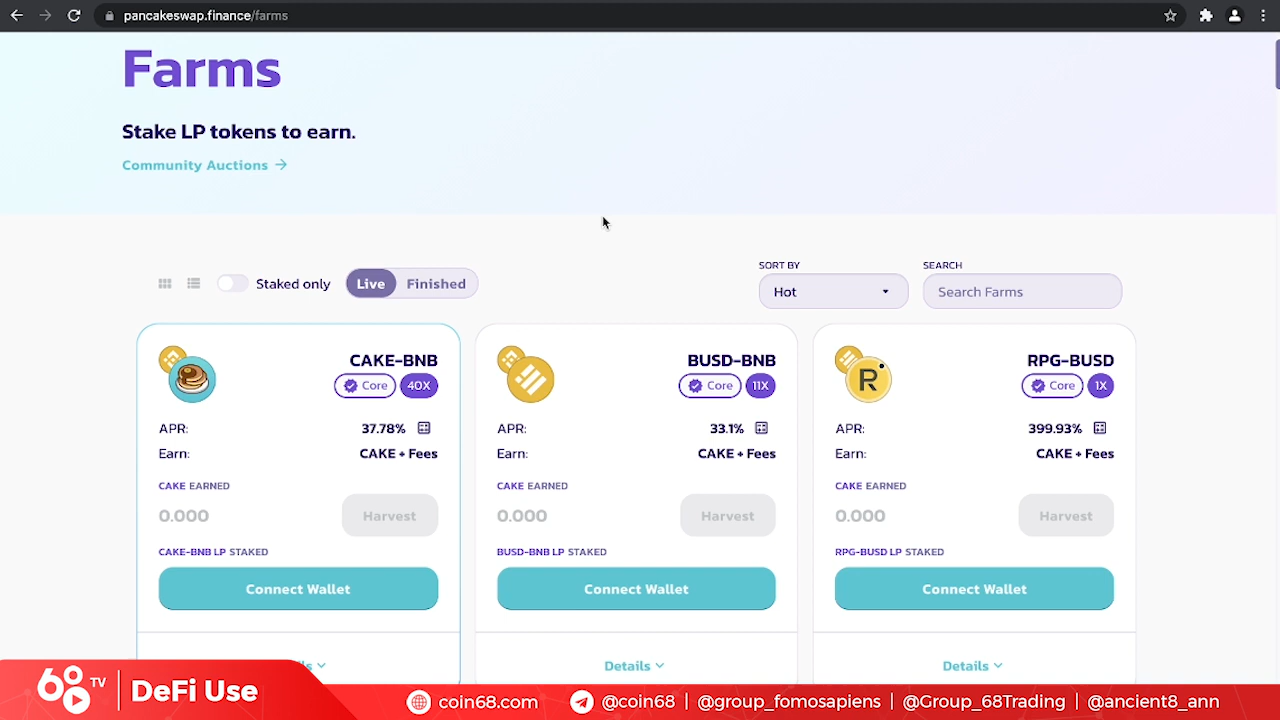 pancakeswap.finance/farms
Farms
Stake LP tokens to earn.
Community Auctions →
Staked only
Live
Finished
SORT BY
Hot
SEARCH
Search Farms
CAKE-BNB
Core
40X
APR:
37.78%
Earn:
CAKE + Fees
CAKE EARNED
0.000
Harvest
CAKE-BNB LP STAKED
Connect Wallet
BUSD-BNB
Core
11X
APR:
33.1%
Earn:
CAKE + Fees
CAKE EARNED
0.000
Harvest
BUSD-BNB LP STAKED
Connect Wallet
Details
RPG-BUSD
R
Core
1X
APR:
399.93%
Earn:
CAKE + Fees
CAKE EARNED
0.000
Harvest
RPG-BUSD LP STAKED
Connect Wallet
Details
68 TV | DeFi Use
coin68.com
@coin68 | @group_fomosapiens | @Group_68Trading | @ancient8_ann